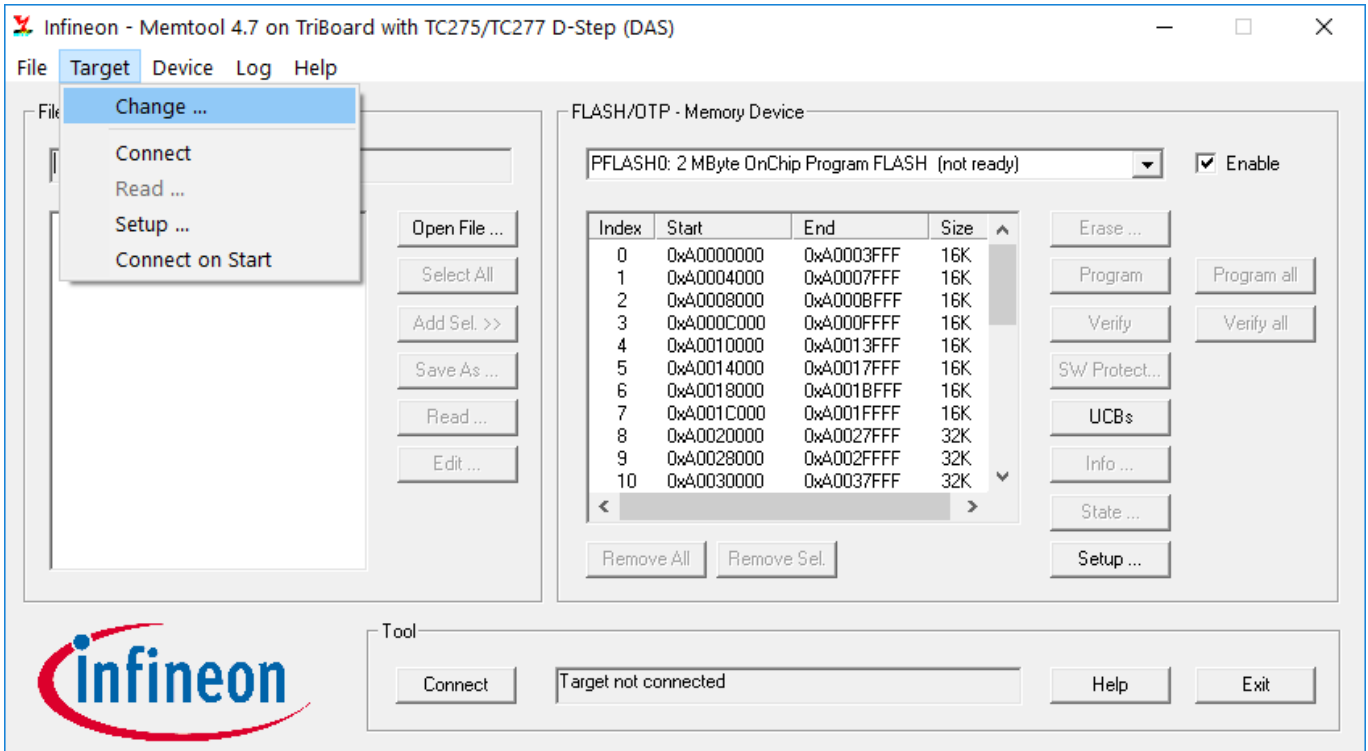 Infineon - Memtool 4.7 on TriBoard with TC275/TC277 D-Step (DAS)
File Target Device Log Help
Change ...
Connect
Read ...
Setup ...
Connect on Start
Open File ...
Select All
Add Sel. >>
Save As ...
Read ...
Edit ...
FLASH/OTP - Memory Device
PFLASH0: 2 MByte OnChip Program FLASH (not ready)
Enable
Index Start End Size
0 0xA0000000 0xA0003FFF 16K
1 0xA0004000 0xA0007FFF 16K
2 0xA0008000 0xA000BFFF 16K
3 0xA000C000 0xA000FFFF 16K
4 0xA0010000 0xA0013FFF 16K
5 0xA0014000 0xA0017FFF 16K
6 0xA0018000 0xA001BFFF 16K
7 0xA001C000 0xA001FFFF 16K
8 0xA0020000 0xA0027FFF 32K
9 0xA0028000 0xA002FFFF 32K
10 0xA0030000 0xA0037FFF 32K
Remove All Remove Sel.
Erase ...
Program Program all
Verify Verify all
SW Protect...
UCBs
Info ...
State ...
Setup ...
infineon
Tool
Connect Target not connected Help Exit